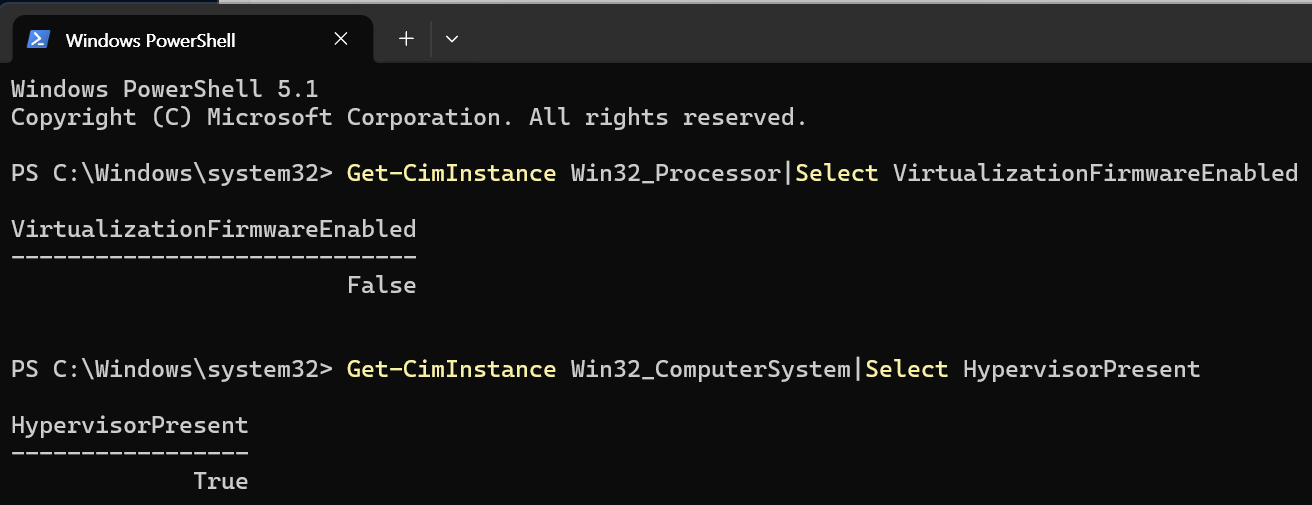 Windows PowerShell
Windows PowerShell 5.1
Copyright (C) Microsoft Corporation. All rights reserved.
PS C:\Windows\system32> Get-CimInstance Win32_Processor|Select VirtualizationFirmwareEnabled
VirtualizationFirmwareEnabled
-----------------------------
False
PS C:\Windows\system32> Get-CimInstance Win32_ComputerSystem|Select HypervisorPresent
HypervisorPresent
-----------------
True